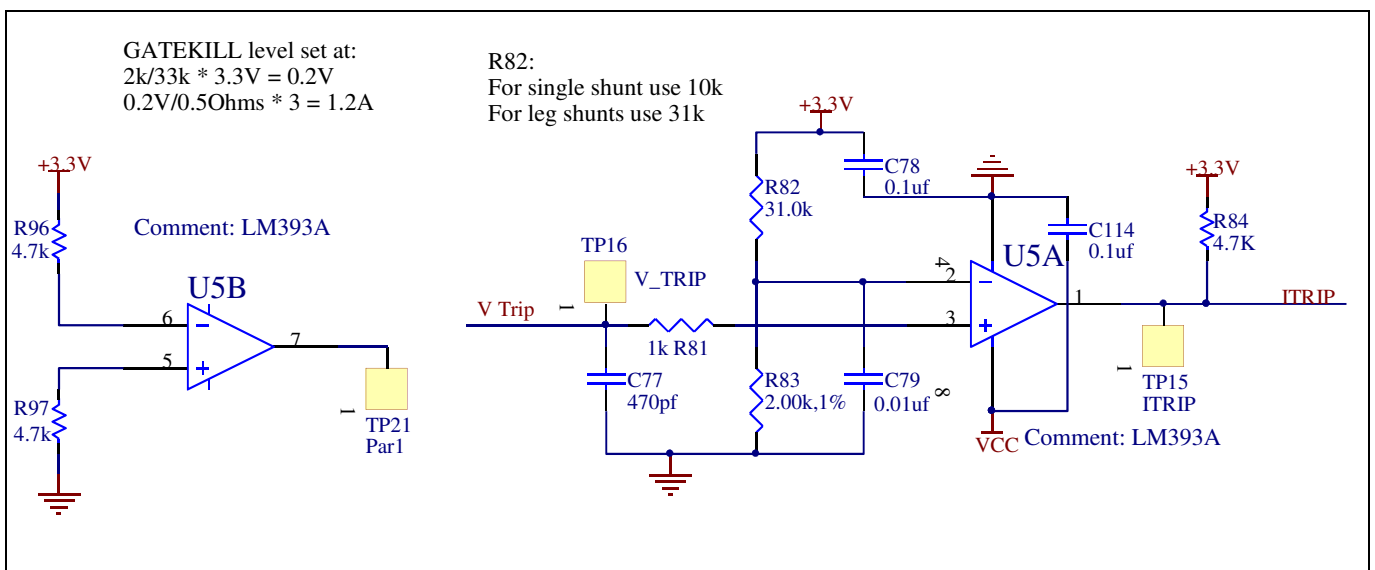 GATEKILL level set at:
2k/33k * 3.3V = 0.2V
0.2V/0.5Ohms * 3 = 1.2A
R82:
For single shunt use 10k
For leg shunts use 31k
+3.3V
R96
4.7k
Comment: LM393A
U5B
6
5
7
R97
4.7k
1
TP21
Par1
+3.3V
C78
0.1uf
R82
31.0k
+3.3V
R84
4.7K
C114
0.1uf
TP16
V_TRIP
1
V Trip
1k R81
4
2
3
U5A
1
ITRIP
C77
470pf
R83
2.00k,1%
C79
0.01uf
8
1
TP15
ITRIP
VCC
Comment: LM393A